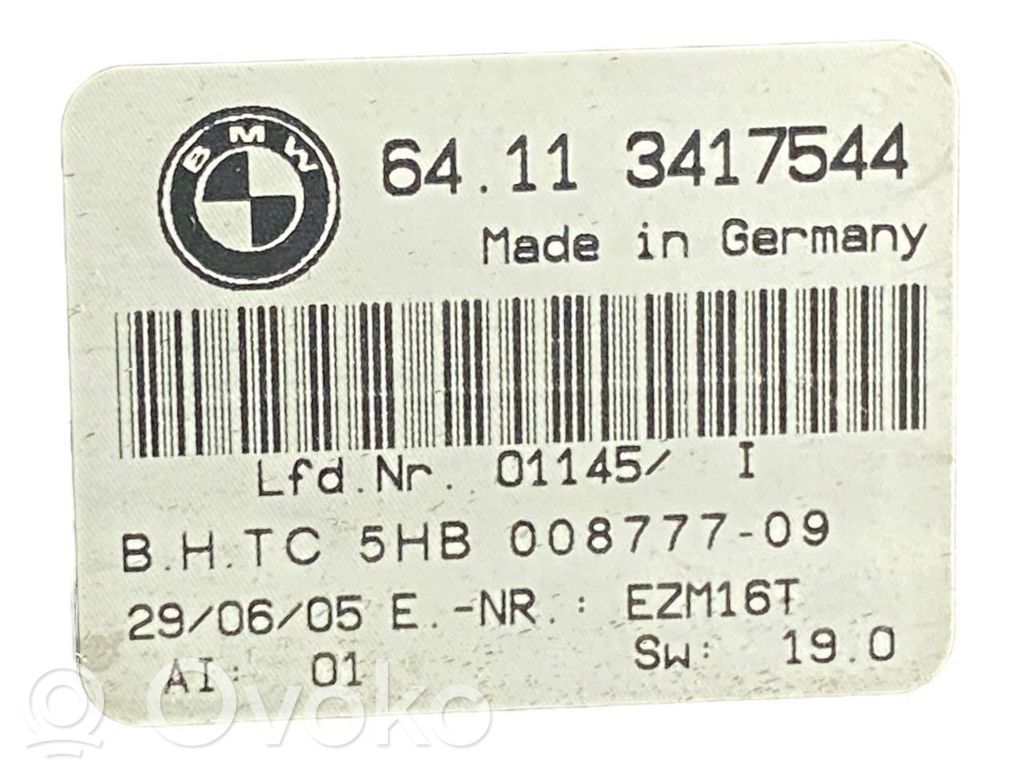 BMW
64.11 3417544
Made in Germany
Lfd.Nr. 01145/ I
B.H.TC 5HB 008777-09
29/06/05 E.-NR.: EZM16T
AI: 01 Sw: 19.0
Ovoko